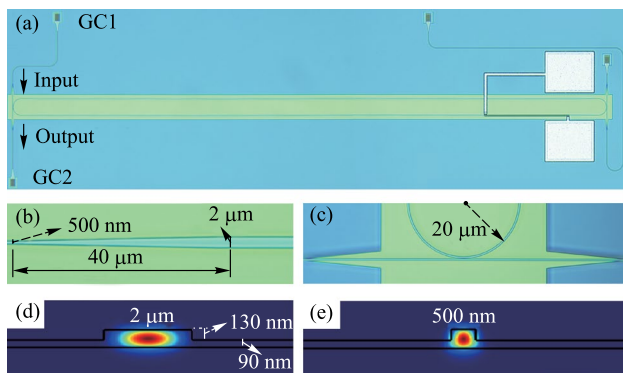 (a)
GC1
Input
Output
GC2
(b)
500 nm
2 μm
40 μm
(c)
20 μm
(d)
2 μm
130 nm
90 nm
(e)
500 nm